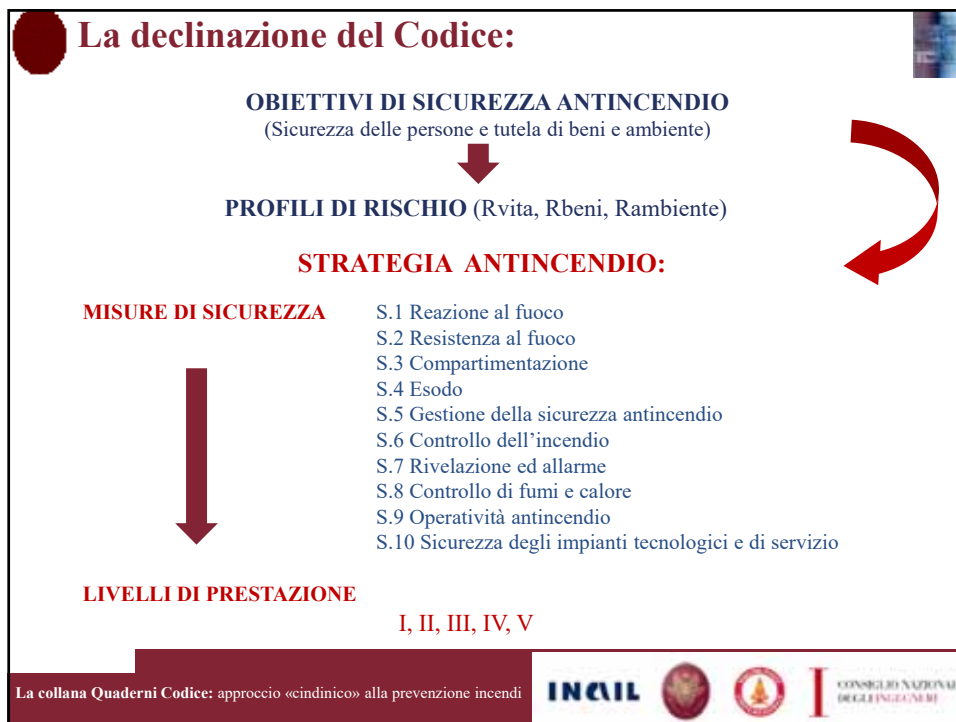 La declinazione del Codice:
OBIETTIVI DI SICUREZZA ANTINCENDIO
(Sicurezza delle persone e tutela di beni e ambiente)
PROFILI DI RISCHIO (Rvita, Rbeni, Rambiente)
STRATEGIA ANTINCENDIO:
MISURE DI SICUREZZA
S.1 Reazione al fuoco
S.2 Resistenza al fuoco
S.3 Compartimentazione
S.4 Esodo
S.5 Gestione della sicurezza antincendio
S.6 Controllo dell'incendio
S.7 Rivelazione ed allarme
S.8 Controllo di fumi e calore
S.9 Operatività antincendio
S.10 Sicurezza degli impianti tecnologici e di servizio
LIVELLI DI PRESTAZIONE
I, II, III, IV, V
La collana Quaderni Codice: approccio «cindinico» alla prevenzione incendi
INAIL
CONSIGLIO NAZIONAL
DEGLI INGEGNERI